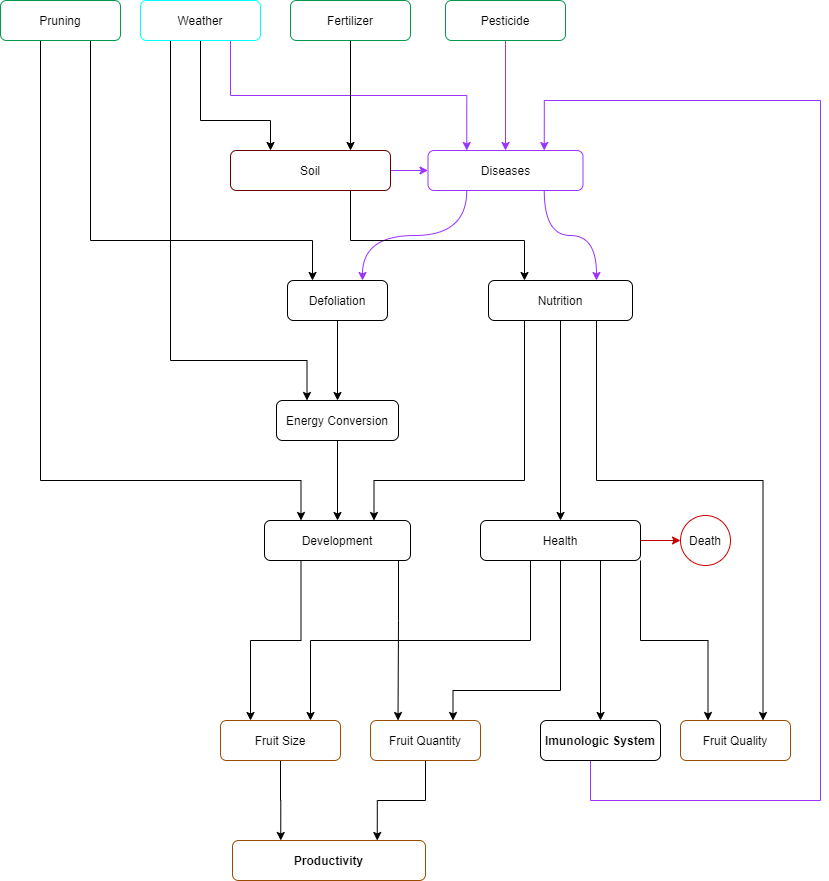 Pruning
Weather
Fertilizer
Pesticide
Soil
Diseases
Defoliation
Nutrition
Energy Conversion
Development
Health
Death
Fruit Size
Fruit Quantity
Imunologic System
Fruit Quality
Productivity